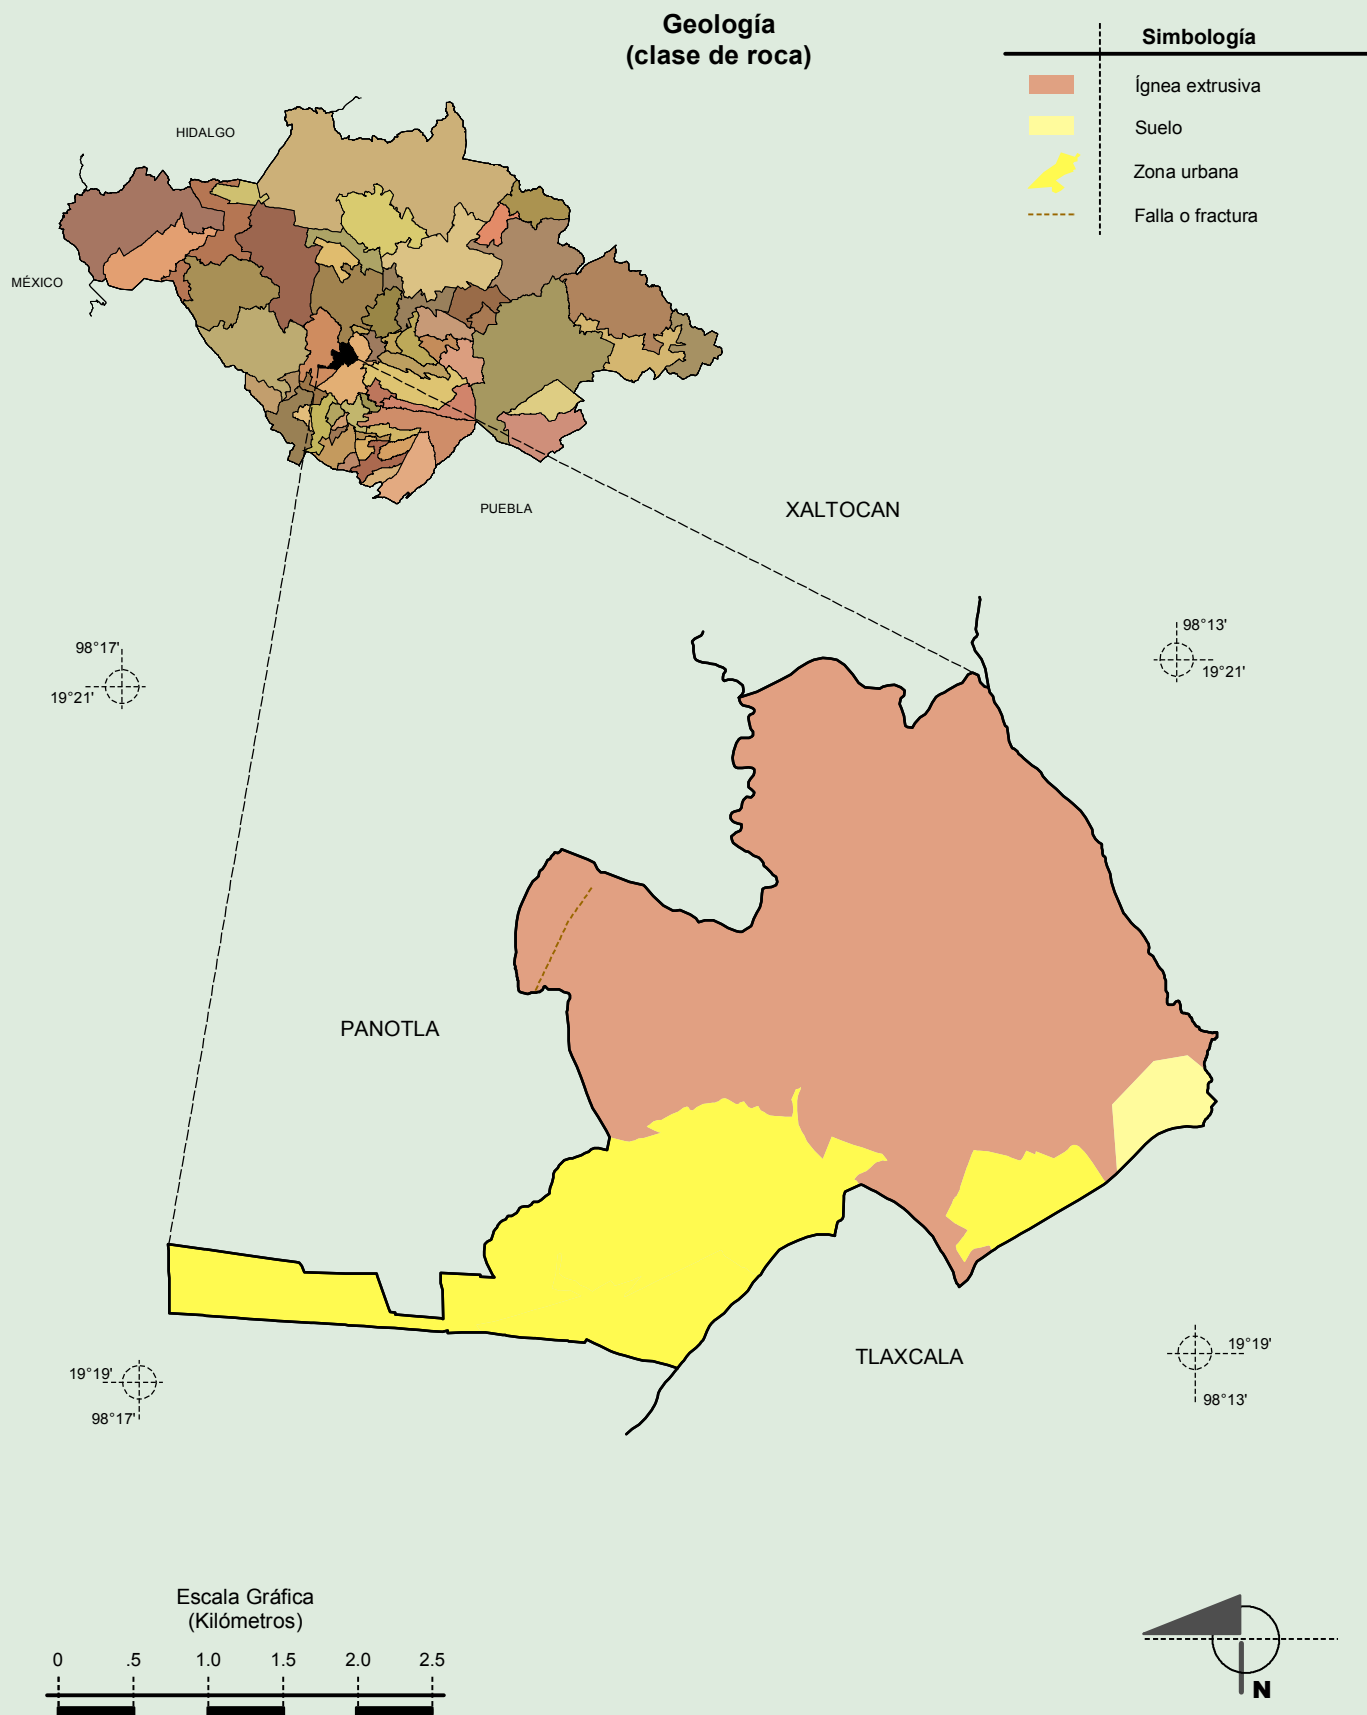 Geología
(clase de roca)
Simbología
Ígnea extrusiva
Suelo
Zona urbana
Falla o fractura
HIDALGO
MÉXICO
PUEBLA
XALTOCAN
98°17'
19°21'
98°13'
19°21'
PANOTLA
TLAXCALA
19°19'
98°17'
19°19'
98°13'
Escala Gráfica
(Kilómetros)
0 .5 1.0 1.5 2.0 2.5
N